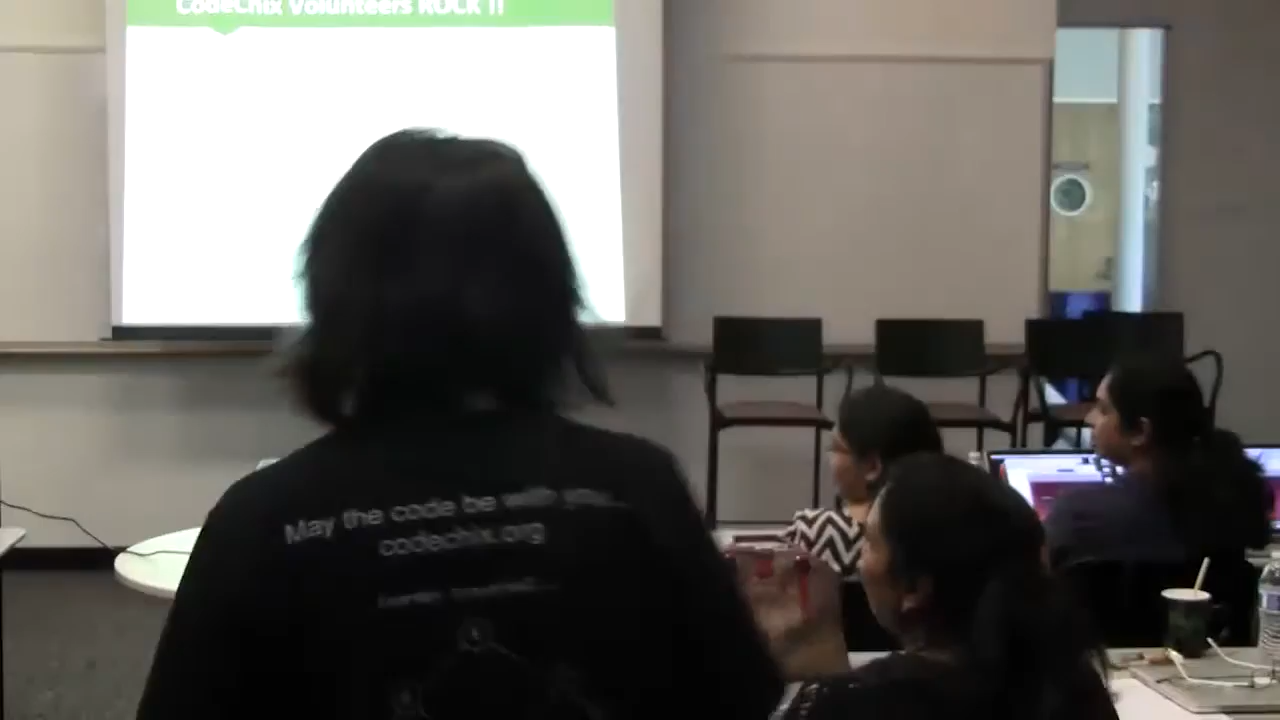 CodeChix Volunteers ROCK !!
May the code be with you...
codechix.org